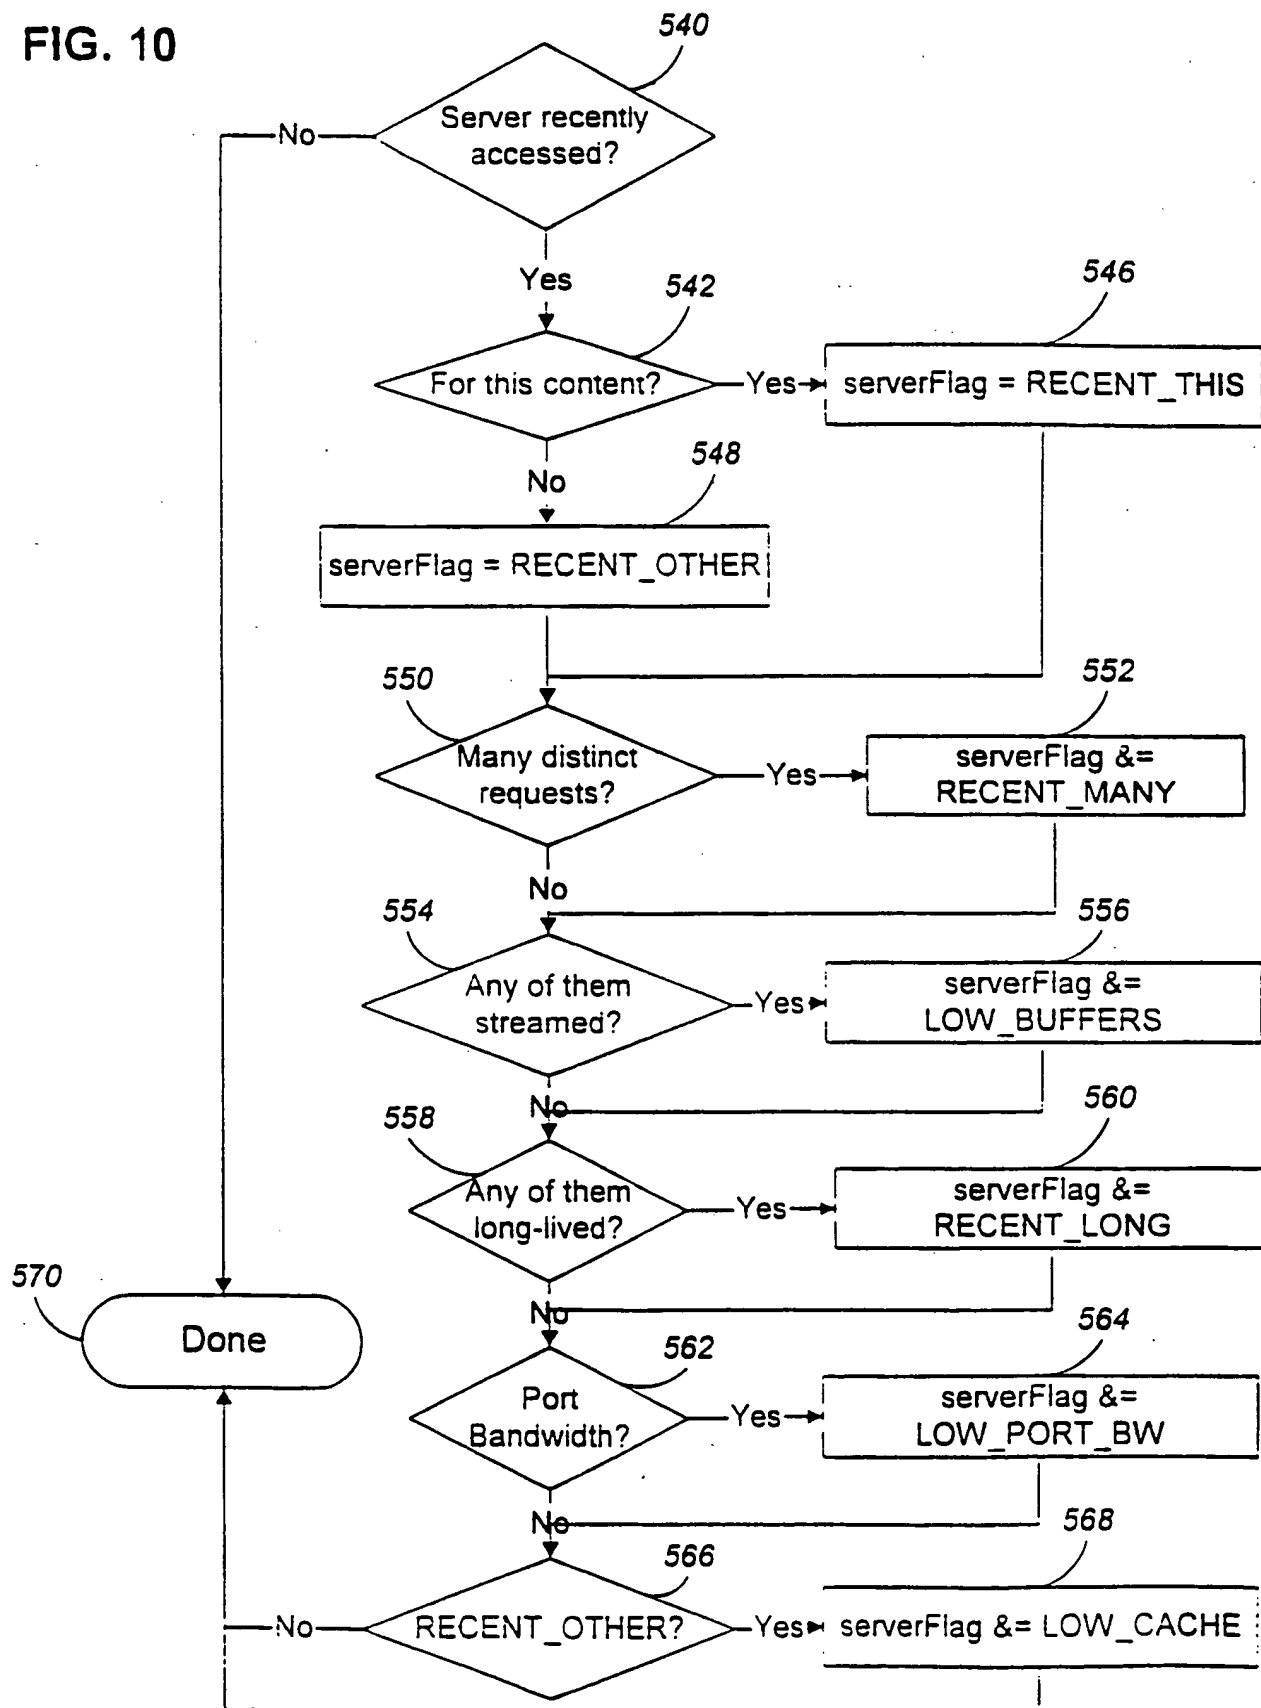 FIG. 10
540
Server recently
accessed?
No
Yes
542
546
For this content?
Yes
serverFlag = RECENT_THIS
No
548
serverFlag = RECENT_OTHER
550
552
Many distinct
requests?
Yes
serverFlag &=
RECENT_MANY
No
554
556
Any of them
streamed?
Yes
serverFlag &=
LOW_BUFFERS
No
558
560
Any of them
long-lived?
Yes
serverFlag &=
RECENT_LONG
570
Done
No
562
564
Port
Bandwidth?
Yes
serverFlag &=
LOW_PORT_BW
No
566
568
RECENT_OTHER?
No
Yes
serverFlag &= LOW_CACHE